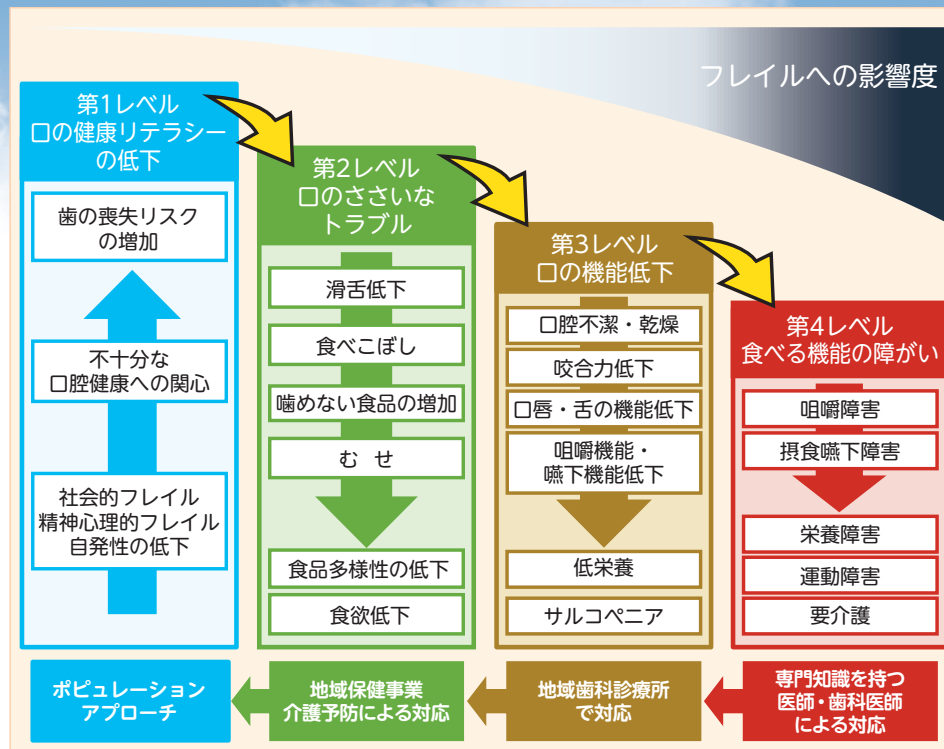 フレイルへの影響度
第1レベル
口の健康リテラシー
の低下
歯の喪失リスク
の増加
不十分な
口腔健康への関心
社会的フレイル
精神心理的フレイル
自発性の低下
第2レベル
口のささいな
トラブル
滑舌低下
食べこぼし
噛めない食品の増加
むせ
食品多様性の低下
食欲低下
第3レベル
口の機能低下
口腔不潔・乾燥
咬合力低下
口唇・舌の機能低下
咀嚼機能・
嚥下機能低下
低栄養
サルコペニア
第4レベル
食べる機能の障がい
咀嚼障害
摂食嚥下障害
栄養障害
運動障害
要介護
ポピュレーション
アプローチ
地域保健事業
介護予防による対応
地域歯科診療所
で対応
専門知識を持つ
医師・歯科医師
による対応